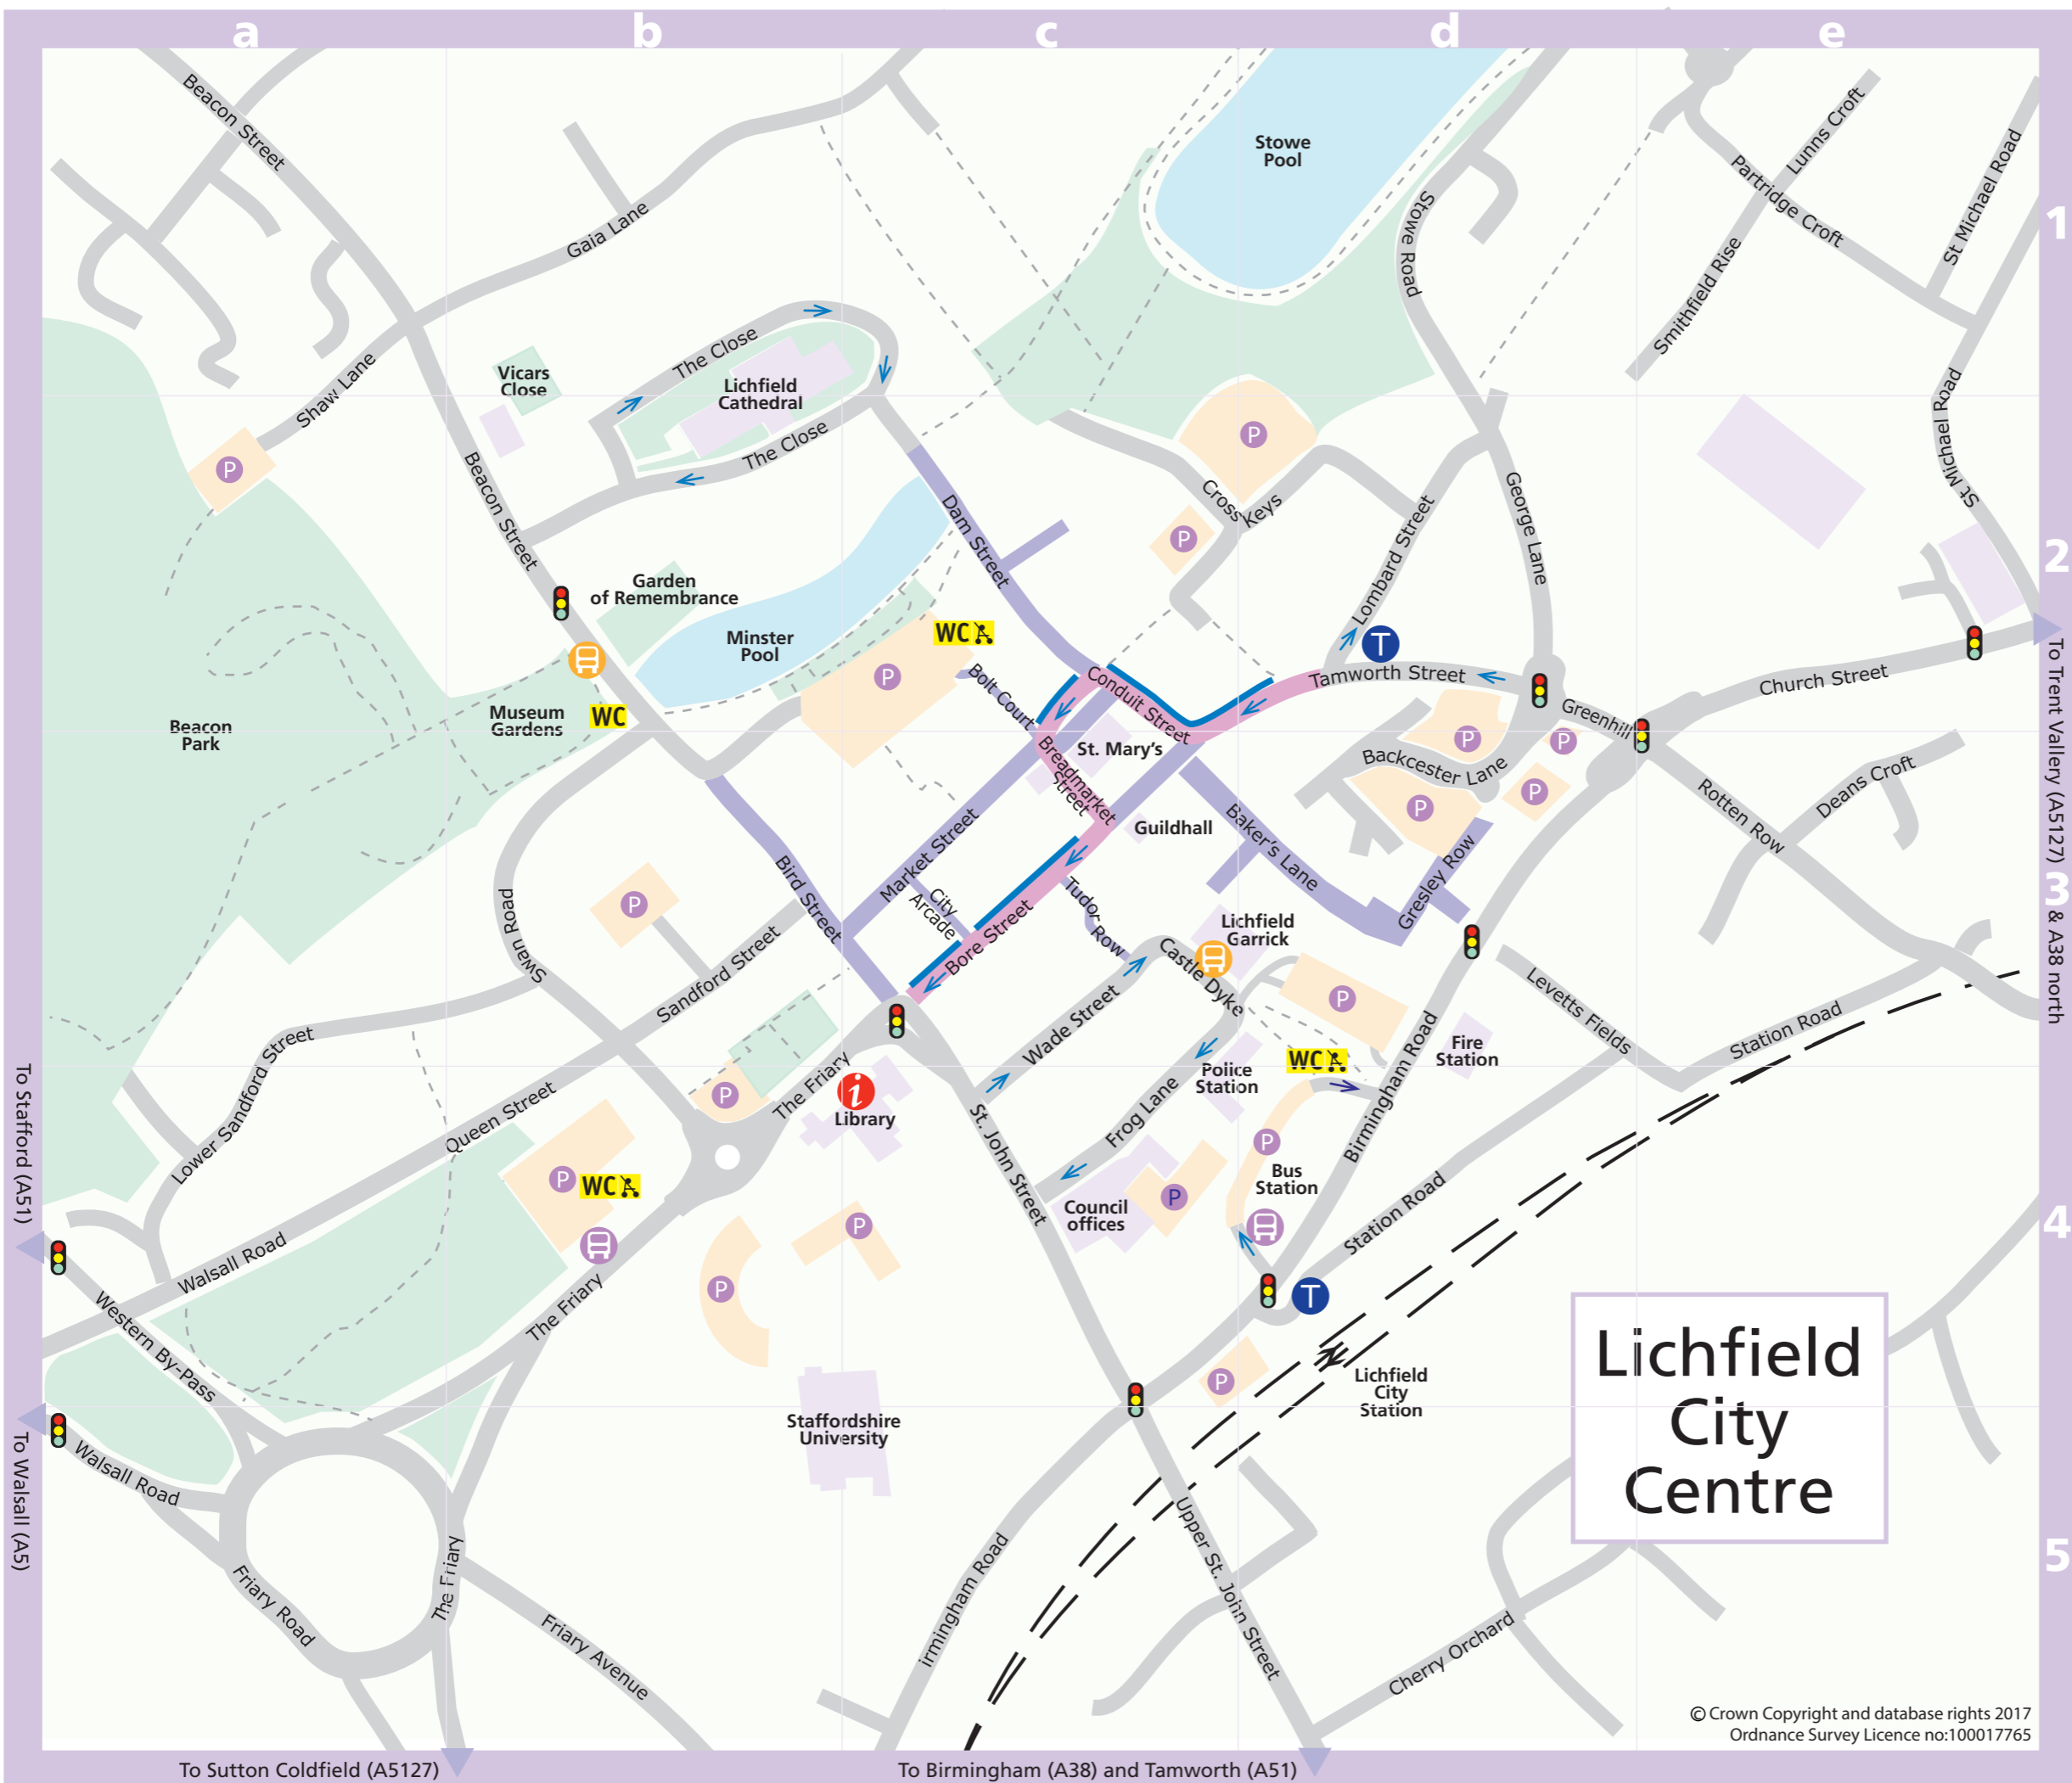 a
b
c
d
e
1
2
3
4
5
Beacon Street
Gaia Lane
Stowe
Pool
Stowe Road
Lunns Croft
Partridge Croft
St Michael Road
Smithfield Rise
Shaw Lane
Vicars
Close
The Close
Lichfield
Cathedral
The Close
P
P
Beacon Street
Cross Keys
P
Dam Street
Lombard Street
George Lane
St Michael Road
Garden
of Remembrance
Minster
Pool
WC
P
T
Tamworth Street
Church Street
Greenhill
Bolt Court
Conduit Street
Beacon
Park
Museum
Gardens
WC
St. Mary's
Breadmarket
Street
P
P
Backcester Lane
P
P
Guildhall
Baker's Lane
Gresley Row
Rotten Row
Deans Croft
Market Street
Bird Street
City
Arcade
Bore Street
Tudor Row
Swan Road
P
Sandford Street
Lichfield
Garrick
Castle Dyke
Wade Street
P
Levetts Fields
Fire
Station
Station Road
Birmingham Road
WC
Police
Station
Lower Sandford Street
Queen Street
P
The Friary
i
Library
Frog Lane
St. John Street
P
Bus
Station
P
WC
Council
offices
P
Station Road
P
P
Walsall Road
The Friary
Western By-Pass
T
P
Lichfield
City
Station
Staffordshire
University
Walsall Road
Friary Road
The Friary
Friary Avenue
irmingham Road
Upper St. John Street
Cherry Orchard
Lichfield
City
Centre
To Stafford (A51)
To Walsall (A5)
To Trent Valley (A5127) & A38 north
© Crown Copyright and database rights 2017
Ordnance Survey Licence no:100017765
To Sutton Coldfield (A5127)
To Birmingham (A38) and Tamworth (A51)